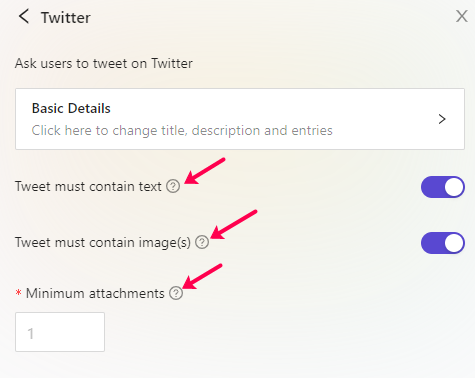 Twitter
Ask users to tweet on Twitter
Basic Details
Click here to change title, description and entries
Tweet must contain text
Tweet must contain image(s)
* Minimum attachments
1